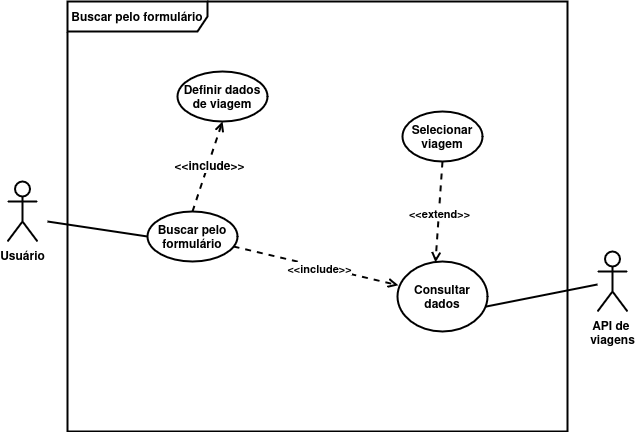 Buscar pelo formulário
Definir dados
de viagem
Selecionar
viagem
<<include>>
<<extend>>
Buscar pelo
formulário
Usuário
<<include>>
Consultar
dados
API de
viagens